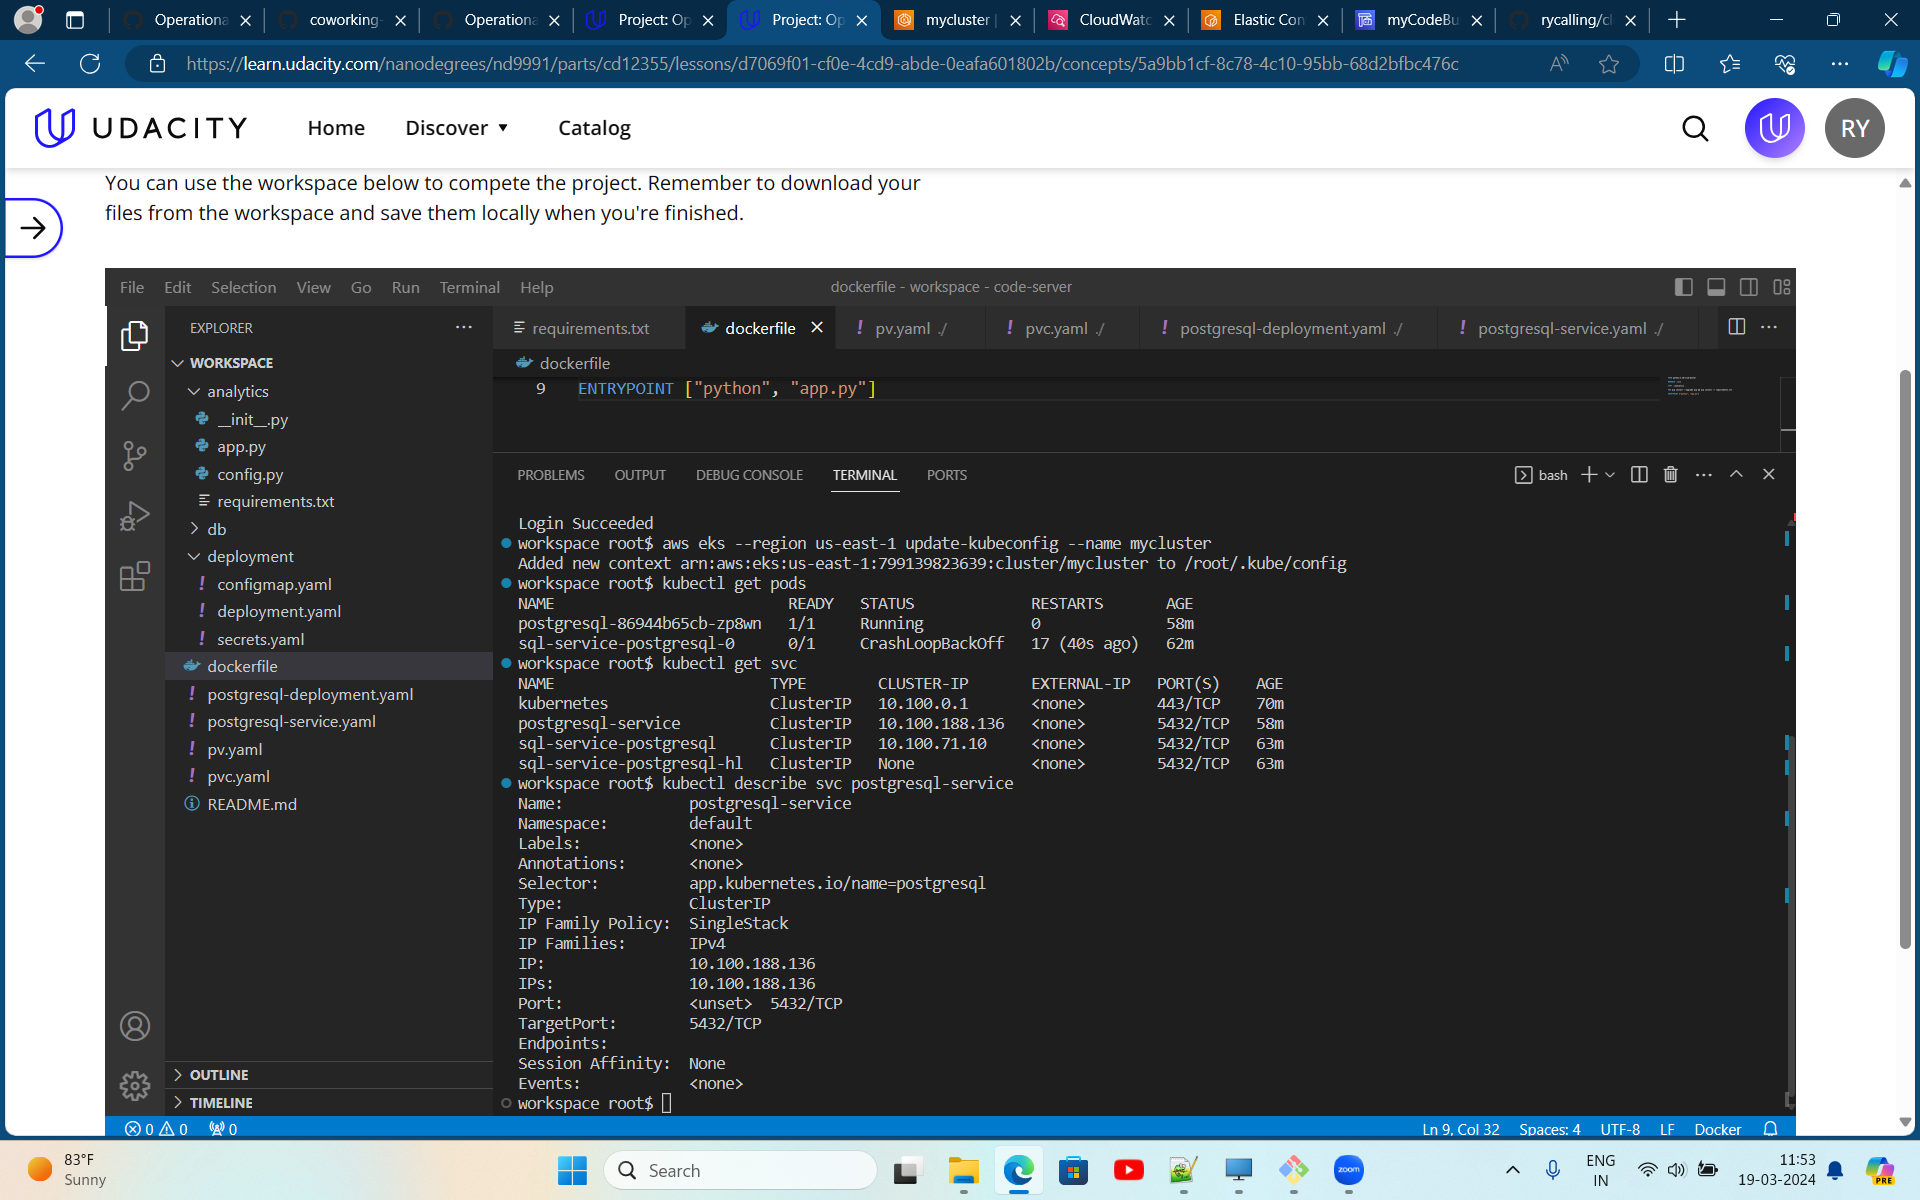 Operationa
coworking-
Operationa
Project: Op
Project: Op
mycluster |
CloudWatc
Elastic Con
myCodeBu
rycalling/cl
https://learn.udacity.com/nanodegrees/nd9991/parts/cd12355/lessons/d7069f01-cf0e-4cd9-abde-0eafa601802b/concepts/5a9bb1cf-8c78-4c10-95bb-68d2bfbc476c
UDACITY
Home
Discover
Catalog
RY
You can use the workspace below to compete the project. Remember to download your
files from the workspace and save them locally when you're finished.
File Edit Selection View Go Run Terminal Help
dockerfile - workspace - code-server
EXPLORER
requirements.txt
dockerfile
! pv.yaml ./
! pvc.yaml ./
! postgresql-deployment.yaml ./
! postgresql-service.yaml ./
WORKSPACE
analytics
__init__.py
app.py
config.py
requirements.txt
db
deployment
! configmap.yaml
! deployment.yaml
! secrets.yaml
dockerfile
! postgresql-deployment.yaml
! postgresql-service.yaml
! pv.yaml
! pvc.yaml
README.md
OUTLINE
TIMELINE
dockerfile
9 ENTRYPOINT ["python", "app.py"]
PROBLEMS OUTPUT DEBUG CONSOLE TERMINAL PORTS
bash
Login Succeeded
workspace root$ aws eks --region us-east-1 update-kubeconfig --name mycluster
Added new context arn:aws:eks:us-east-1:799139823639:cluster/mycluster to /root/.kube/config
workspace root$ kubectl get pods
NAME READY STATUS RESTARTS AGE
postgresql-86944b65cb-zp8wn 1/1 Running 0 58m
sql-service-postgresql-0 0/1 CrashLoopBackOff 17 (40s ago) 62m
workspace root$ kubectl get svc
NAME TYPE CLUSTER-IP EXTERNAL-IP PORT(S) AGE
kubernetes ClusterIP 10.100.0.1 <none> 443/TCP 70m
postgresql-service ClusterIP 10.100.188.136 <none> 5432/TCP 58m
sql-service-postgresql ClusterIP 10.100.71.10 <none> 5432/TCP 63m
sql-service-postgresql-hl ClusterIP None <none> 5432/TCP 63m
workspace root$ kubectl describe svc postgresql-service
Name: postgresql-service
Namespace: default
Labels: <none>
Annotations: <none>
Selector: app.kubernetes.io/name=postgresql
Type: ClusterIP
IP Family Policy: SingleStack
IP Families: IPv4
IP: 10.100.188.136
IPs: 10.100.188.136
Port: <unset> 5432/TCP
TargetPort: 5432/TCP
Endpoints:
Session Affinity: None
Events: <none>
workspace root$
0 0 0
Ln 9, Col 32 Spaces: 4 UTF-8 LF Docker
83°F
Sunny
Search
zoom
ENG
IN
11:53
19-03-2024
PRE